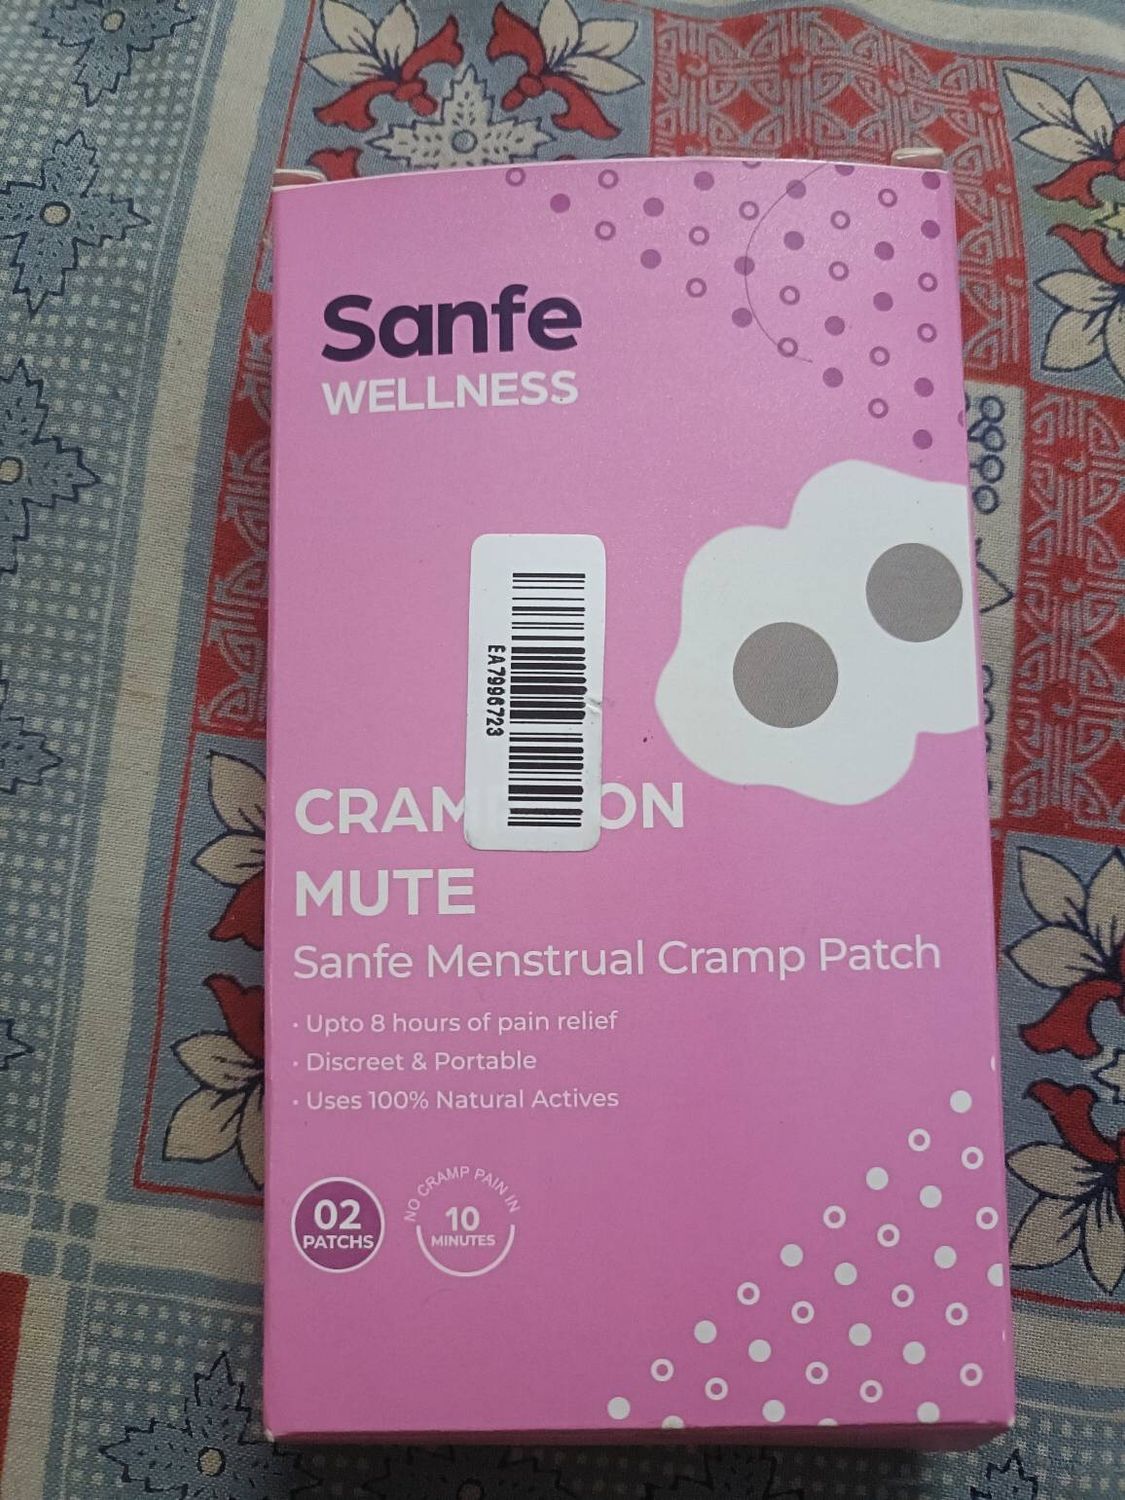 Sanfe
WELLNESS
EA7996723
CRAM ON
MUTE
Sanfe Menstrual Cramp Patch
· Upto 8 hours of pain relief
· Discreet & Portable
· Uses 100% Natural Actives
02
PATCHS
NO CRAMP PAIN IN
10
MINUTES